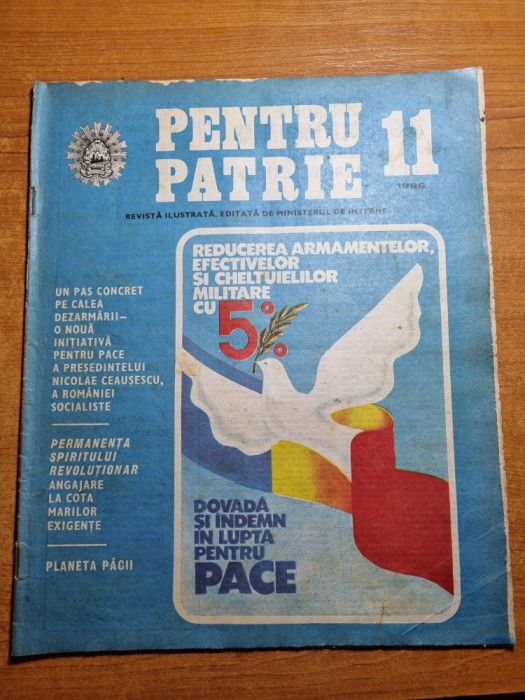 PENTRU
PATRIE
11
1986
REVISTĂ ILUSTRATĂ, EDITATĂ DE MINISTERUL DE INTERNE
UN PAS CONCRET
PE CALEA
DEZARMĂRII—
O NOUĂ
INIȚIATIVĂ
PENTRU PACE
A PREȘEDINTELUI
NICOLAE CEAUȘESCU,
A ROMÂNIEI
SOCIALISTE
PERMANENȚA
SPIRITULUI
REVOLUȚIONAR
ANGAJARE
LA COTA
MARILOR
EXIGENȚE
PLANETA PĂCII
REDUCEREA ARMAMENTELOR,
EFECTIVELOR
ȘI CHELTUIELILOR
MILITARE
CU
5%
DOVADĂ
ȘI ÎNDEMN
ÎN LUPTA
PENTRU
PACE